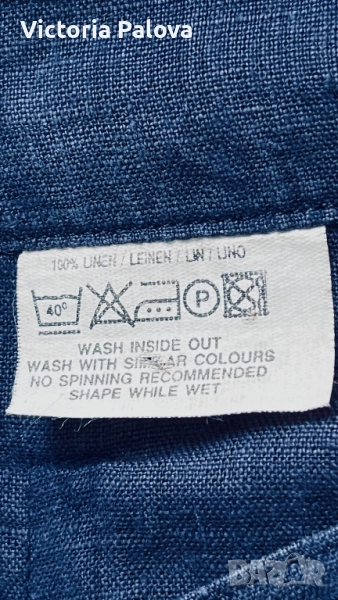 Victoria Palova
100% LINEN / LEINEN / LIN / LINO
40°
P
WASH INSIDE OUT
WASH WITH SIMILAR COLOURS
NO SPINNING RECOMMENDED
SHAPE WHILE WET
bazar